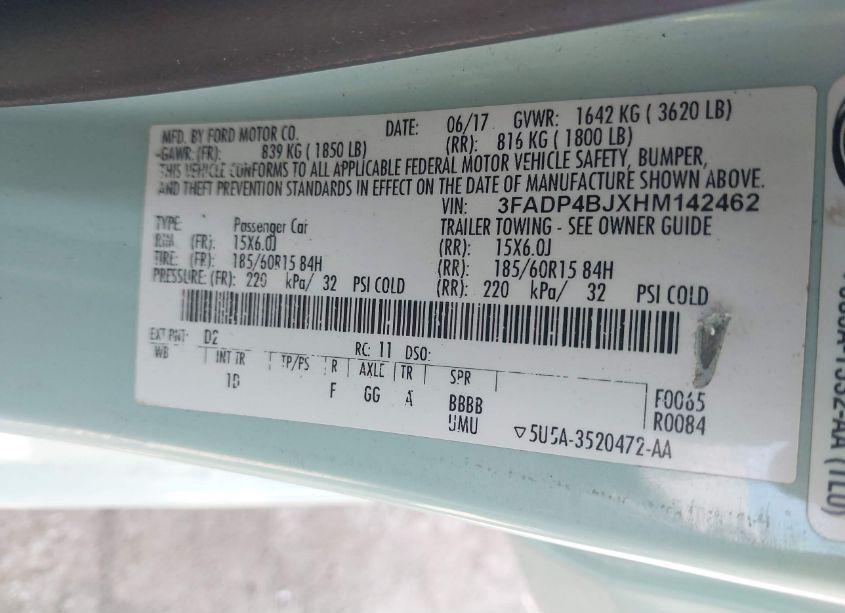 MFD. BY FORD MOTOR CO. DATE: 06/17 GVWR: 1642 KG ( 3620 LB)
GAWR: (FR): 839 KG ( 1850 LB) (RR): 816 KG ( 1800 LB)
THIS VEHICLE CONFORMS TO ALL APPLICABLE FEDERAL MOTOR VEHICLE SAFETY, BUMPER,
AND THEFT PREVENTION STANDARDS IN EFFECT ON THE DATE OF MANUFACTURE SHOWN ABOVE.
VIN: 3FADP4BJXHM142462
TYPE: Passenger Car TRAILER TOWING - SEE OWNER GUIDE
RIM: (FR): 15X6.0J (RR): 15X6.0J
TIRE: (FR): 185/60R15 84H (RR): 185/60R15 84H
PRESSURE: (FR): 220 kPa/ 32 PSI COLD (RR): 220 kPa/ 32 PSI COLD
EXT PNT: D2 RC: 11 DSO:
WB INT TR TP/PS R AXLE TR SPR
1D F GG A BBBB F0065
UMU R0084
▽5U5A-3520472-AA
1532-AA (TLU)